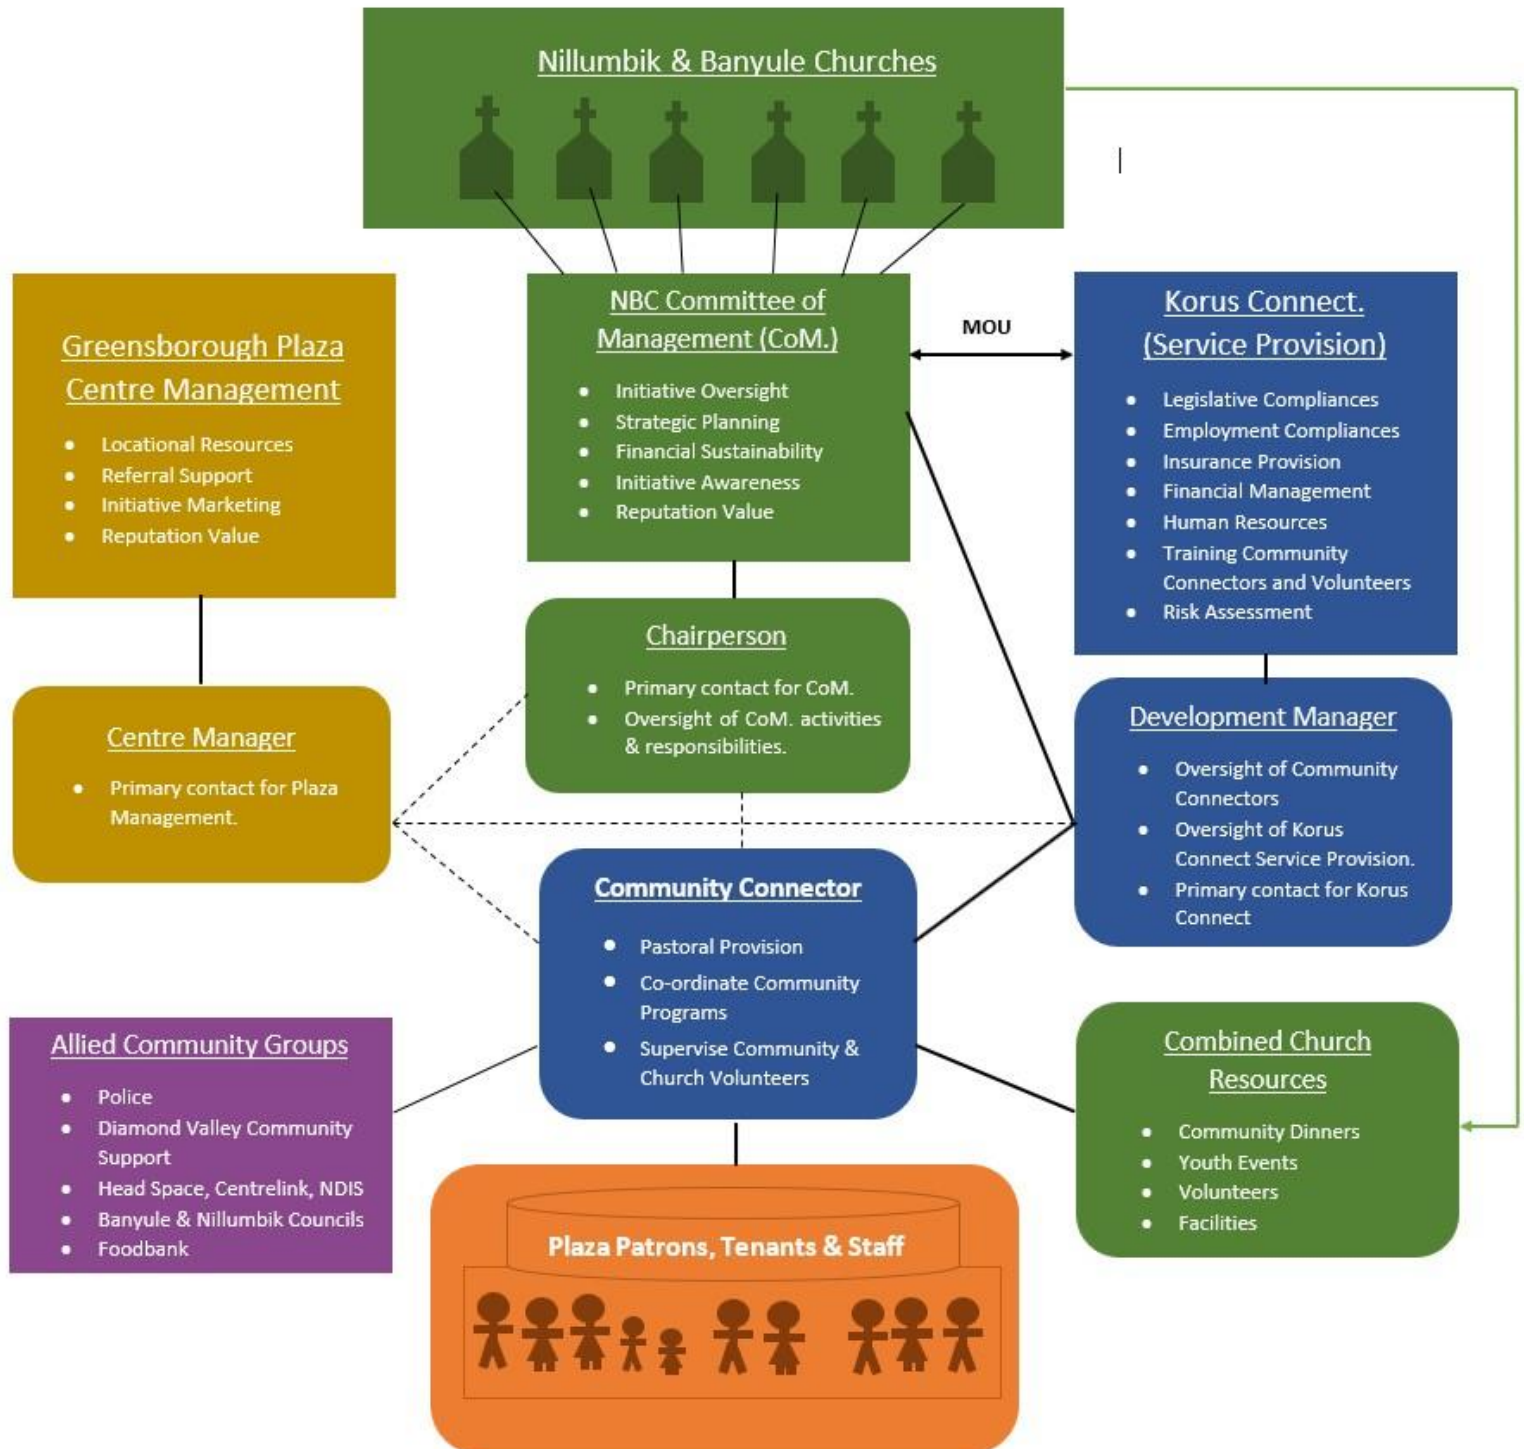 Nillumbik & Banyule Churches
Greensborough Plaza
Centre Management
● Locational Resources
● Referral Support
● Initiative Marketing
● Reputation Value
NBC Committee of
Management (CoM.)
● Initiative Oversight
● Strategic Planning
● Financial Sustainability
● Initiative Awareness
● Reputation Value
MOU
Korus Connect.
(Service Provision)
● Legislative Compliances
● Employment Compliances
● Insurance Provision
● Financial Management
● Human Resources
● Training Community
Connectors and Volunteers
● Risk Assessment
Centre Manager
● Primary contact for Plaza
Management.
Chairperson
● Primary contact for CoM.
● Oversight of CoM. activities
& responsibilities.
Development Manager
● Oversight of Community
Connectors
● Oversight of Korus
Connect Service Provision.
● Primary contact for Korus
Connect
Community Connector
● Pastoral Provision
● Co-ordinate Community
Programs
● Supervise Community &
Church Volunteers
Allied Community Groups
● Police
● Diamond Valley Community
Support
● Head Space, Centrelink, NDIS
● Banyule & Nillumbik Councils
● Foodbank
Combined Church
Resources
● Community Dinners
● Youth Events
● Volunteers
● Facilities
Plaza Patrons, Tenants & Staff